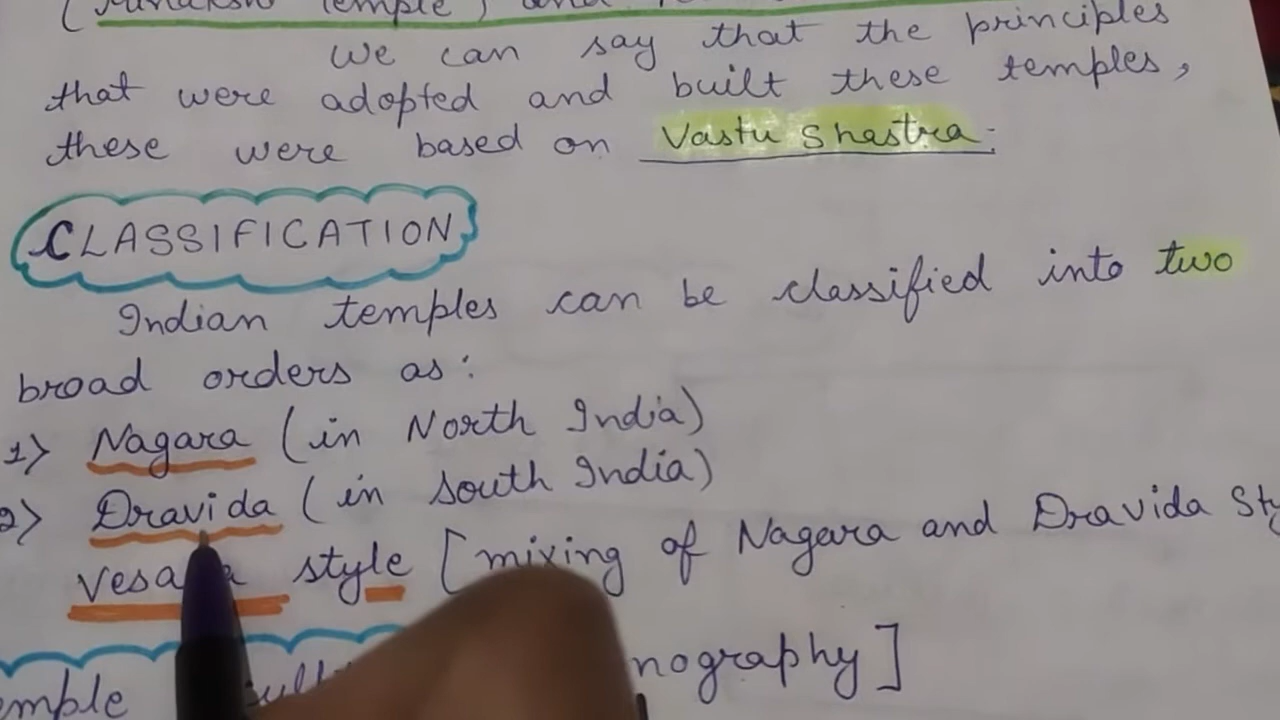 Temple) and
we can say that the principles
that were adopted and built these temples,
these were based on Vastu Shastra.
CLASSIFICATION
Indian temples can be classified into two
broad orders as:
1> Nagara (in North India)
2> Dravida (in south India)
style [mixing of Nagara and Dravida